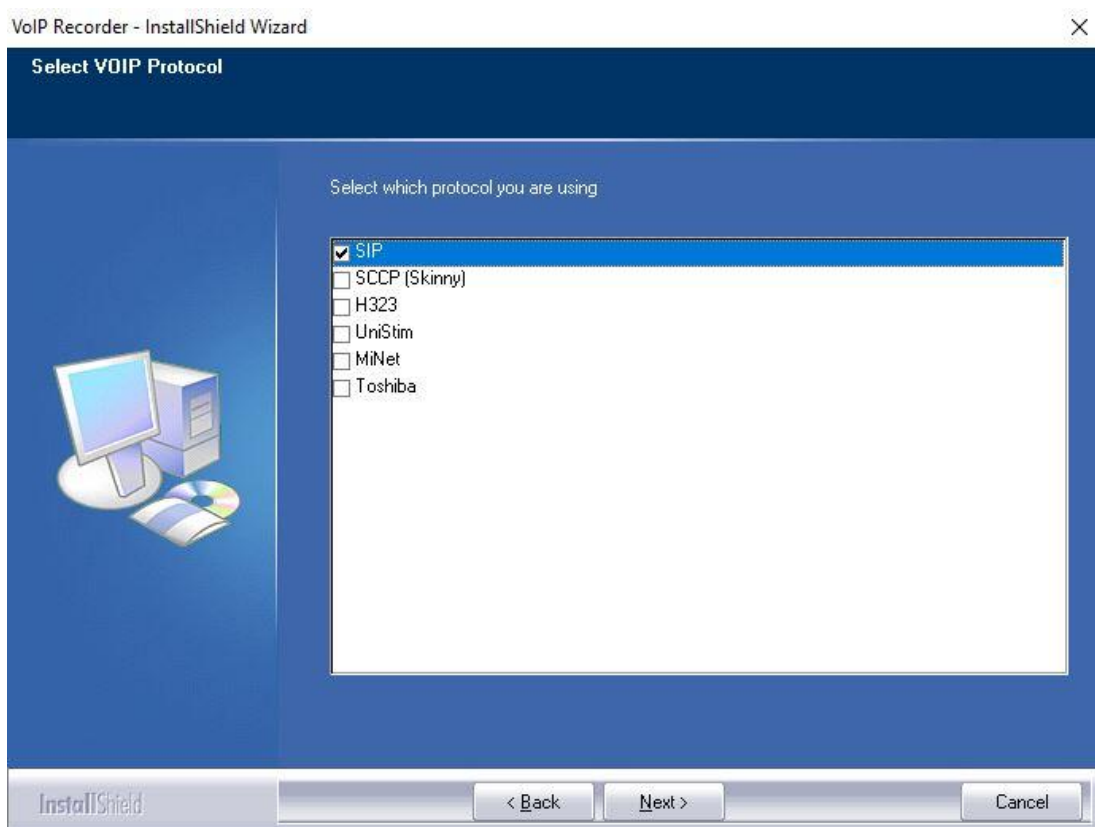 VoIP Recorder - InstallShield Wizard
Select VOIP Protocol
Select which protocol you are using
SIP
SCCP (Skinny)
H323
UniStim
MiNet
Toshiba
InstallShield
< Back
Next >
Cancel